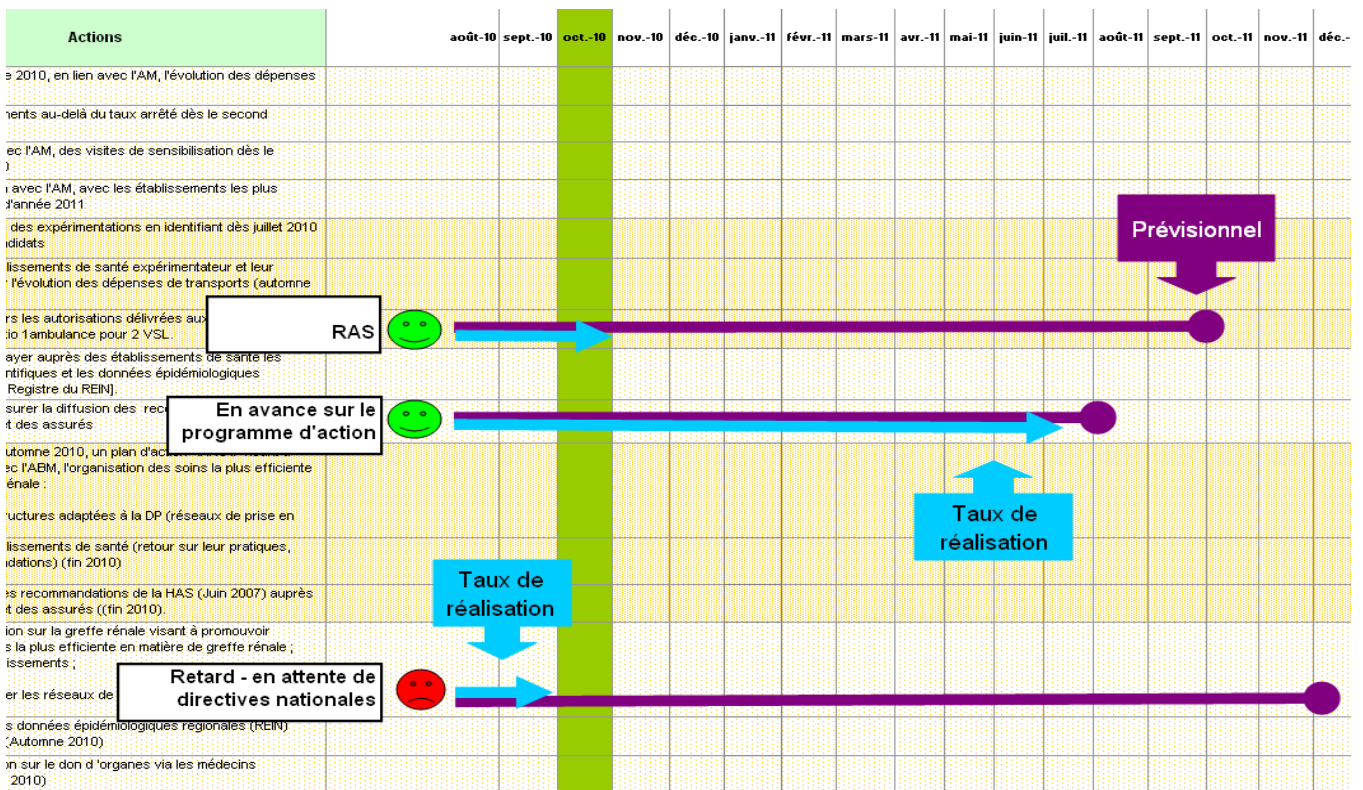 Actions
août-10 sept.-10 oct.-10 nov.-10 déc.-10 janv.-11 févr.-11 mars-11 avr.-11 mai-11 juin-11 juil.-11 août-11 sept.-11 oct.-11 nov.-11 déc.-
e 2010, en lien avec l'AM, l'évolution des dépenses
ments au-delà du taux arrêté dès le second
ec l'AM, des visites de sensibilisation dès le
avec l'AM, avec les établissements les plus
d'année 2011
des expérimentations en identifiant dès juillet 2010
ndidats
Prévisionnel
lissements de santé expérimentateur et leur
r l'évolution des dépenses de transports (automne
rs les autorisations délivrées aux
tio 1ambulance pour 2 VSL.
RAS
ayer auprès des établissements de santé les
ntifiques et les données épidémiologiques
Registre du REIN].
surer la diffusion des
et des assurés
En avance sur le
programme d'action
automne 2010, un plan d'action
ec l'ABM, l'organisation des soins la plus efficiente
énale :
ructures adaptées à la DP (réseaux de prise en
Taux de
réalisation
lissements de santé (retour sur leur pratiques,
dations) (fin 2010)
es recommandations de la HAS (Juin 2007) auprès
t des assurés ((fin 2010).
Taux de
réalisation
ion sur la greffe rénale visant à promouvoir
s la plus efficiente en matière de greffe rénale ;
issements ;
er les réseaux de
Retard - en attente de
directives nationales
s données épidémiologiques régionales (REIN)
(Automne 2010)
n sur le don d 'organes via les médecins
2010)